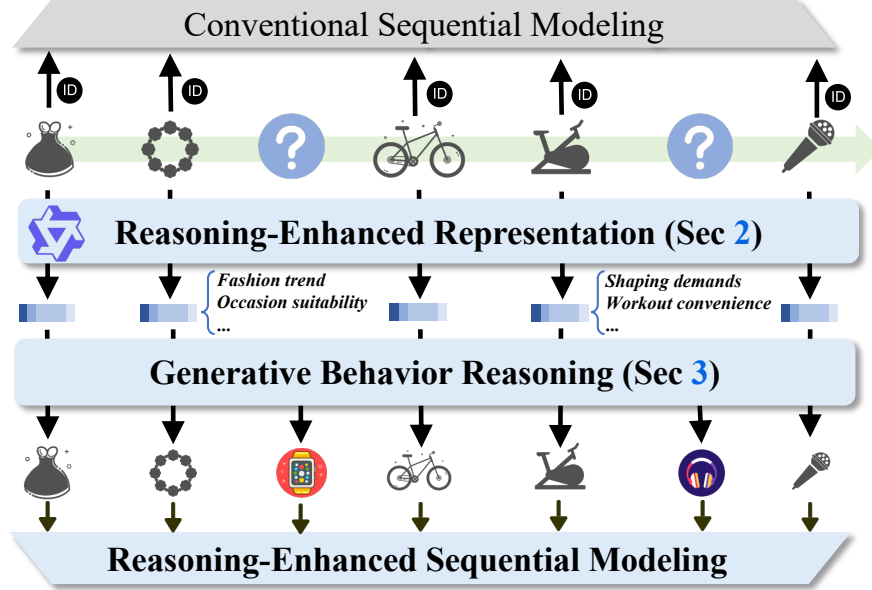 Conventional Sequential Modeling
ID ID ID ID ID
? ?
Reasoning-Enhanced Representation (Sec 2)
Fashion trend
Occasion suitability
...
Shaping demands
Workout convenience
...
Generative Behavior Reasoning (Sec 3)
Reasoning-Enhanced Sequential Modeling